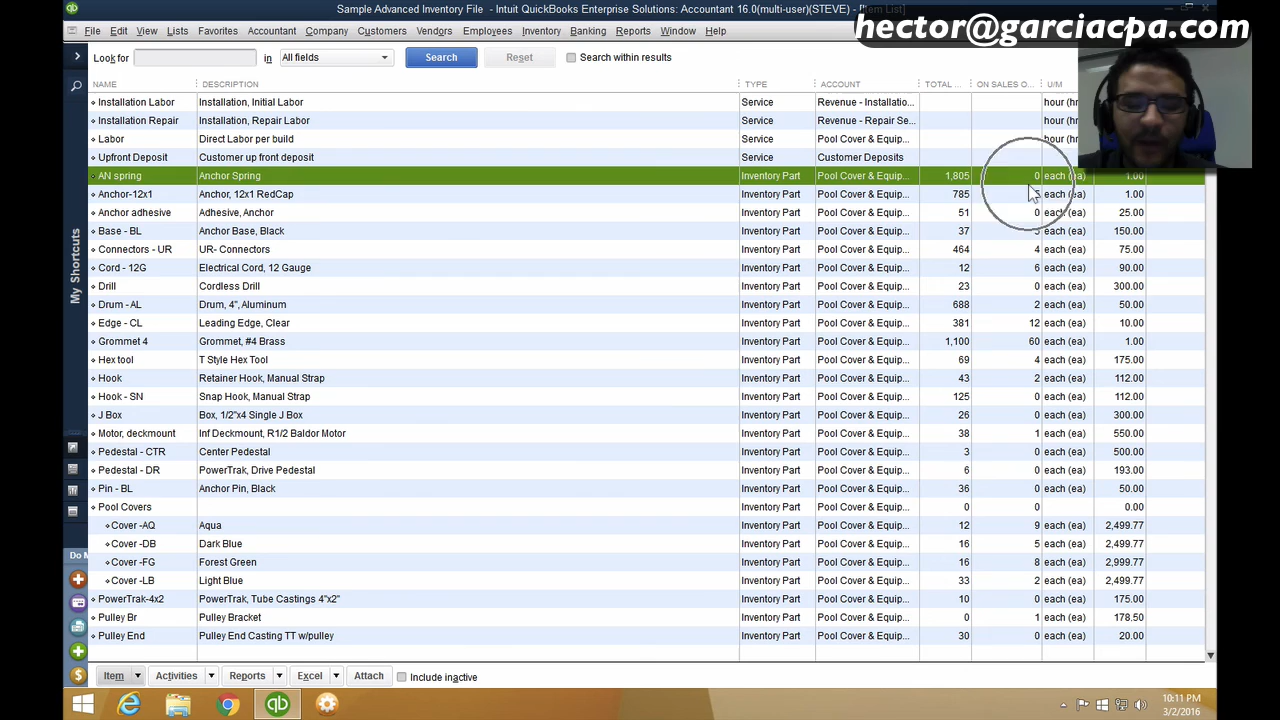 Sample Advanced Inventory File - Intuit QuickBooks Enterprise Solutions: Accountant 16.0(multi-user)(STEVE) - [Item List]
hector@garciacpa.com
File Edit View Lists Favorites Accountant Company Customers Vendors Employees Inventory Banking Reports Window Help
Look for in All fields Search Reset Search within results
NAME DESCRIPTION TYPE ACCOUNT TOTAL ... ON SALES O... U/M
Installation Labor Installation, Initial Labor Service Revenue - Installatio... hour (hr
Installation Repair Installation, Repair Labor Service Revenue - Repair Se... hour (h
Labor Direct Labor per build Service Pool Cover & Equip... hour (h
Upfront Deposit Customer up front deposit Service Customer Deposits
AN spring Anchor Spring Inventory Part Pool Cover & Equip... 1,805 0 each (ea) 1.00
Anchor-12x1 Anchor, 12x1 RedCap Inventory Part Pool Cover & Equip... 785 each (ea) 1.00
Anchor adhesive Adhesive, Anchor Inventory Part Pool Cover & Equip... 51 0 each (ea) 25.00
Base - BL Anchor Base, Black Inventory Part Pool Cover & Equip... 37 each (ea) 150.00
Connectors - UR UR- Connectors Inventory Part Pool Cover & Equip... 464 4 each (ea) 75.00
Cord - 12G Electrical Cord, 12 Gauge Inventory Part Pool Cover & Equip... 12 6 each (ea) 90.00
Drill Cordless Drill Inventory Part Pool Cover & Equip... 23 0 each (ea) 300.00
Drum - AL Drum, 4", Aluminum Inventory Part Pool Cover & Equip... 688 2 each (ea) 50.00
Edge - CL Leading Edge, Clear Inventory Part Pool Cover & Equip... 381 12 each (ea) 10.00
Grommet 4 Grommet, #4 Brass Inventory Part Pool Cover & Equip... 1,100 60 each (ea) 1.00
Hex tool T Style Hex Tool Inventory Part Pool Cover & Equip... 69 4 each (ea) 175.00
Hook Retainer Hook, Manual Strap Inventory Part Pool Cover & Equip... 43 2 each (ea) 112.00
Hook - SN Snap Hook, Manual Strap Inventory Part Pool Cover & Equip... 125 0 each (ea) 112.00
J Box Box, 1/2"x4 Single J Box Inventory Part Pool Cover & Equip... 26 0 each (ea) 300.00
Motor, deckmount Inf Deckmount, R1/2 Baldor Motor Inventory Part Pool Cover & Equip... 38 1 each (ea) 550.00
Pedestal - CTR Center Pedestal Inventory Part Pool Cover & Equip... 3 0 each (ea) 500.00
Pedestal - DR PowerTrak, Drive Pedestal Inventory Part Pool Cover & Equip... 6 0 each (ea) 193.00
Pin - BL Anchor Pin, Black Inventory Part Pool Cover & Equip... 36 0 each (ea) 50.00
Pool Covers Inventory Part Pool Cover & Equip... 0 0 0.00
Cover -AQ Aqua Inventory Part Pool Cover & Equip... 12 9 each (ea) 2,499.77
Cover -DB Dark Blue Inventory Part Pool Cover & Equip... 16 5 each (ea) 2,499.77
Cover -FG Forest Green Inventory Part Pool Cover & Equip... 16 8 each (ea) 2,999.77
Cover -LB Light Blue Inventory Part Pool Cover & Equip... 33 2 each (ea) 2,499.77
PowerTrak-4x2 PowerTrak, Tube Castings 4"x2" Inventory Part Pool Cover & Equip... 10 0 each (ea) 175.00
Pulley Br Pulley Bracket Inventory Part Pool Cover & Equip... 0 1 each (ea) 178.50
Pulley End Pulley End Casting TT w/pulley Inventory Part Pool Cover & Equip... 30 0 each (ea) 20.00
My Shortcuts
Do M
Item Activities Reports Excel Attach Include inactive
10:11 PM
3/2/2016